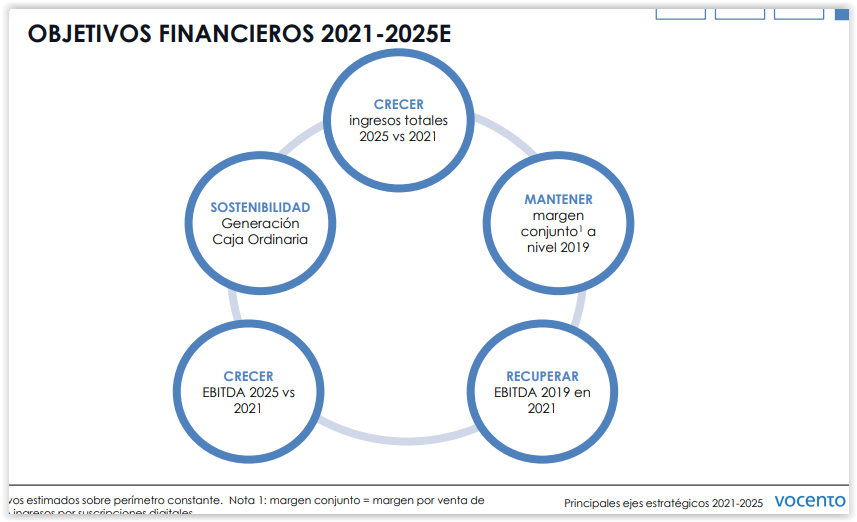 OBJETIVOS FINANCIEROS 2021-2025E
CRECER
ingresos totales
2025 vs 2021
MANTENER
margen
conjunto¹ a
nivel 2019
RECUPERAR
EBITDA 2019 en
2021
CRECER
EBITDA 2025 vs
2021
SOSTENIBILIDAD
Generación
Caja Ordinaria
estimados sobre perímetro constante. Nota 1: margen conjunto = margen por venta de
ingresos por suscripciones digitales
Principales ejes estratégicos 2021-2025
vocento